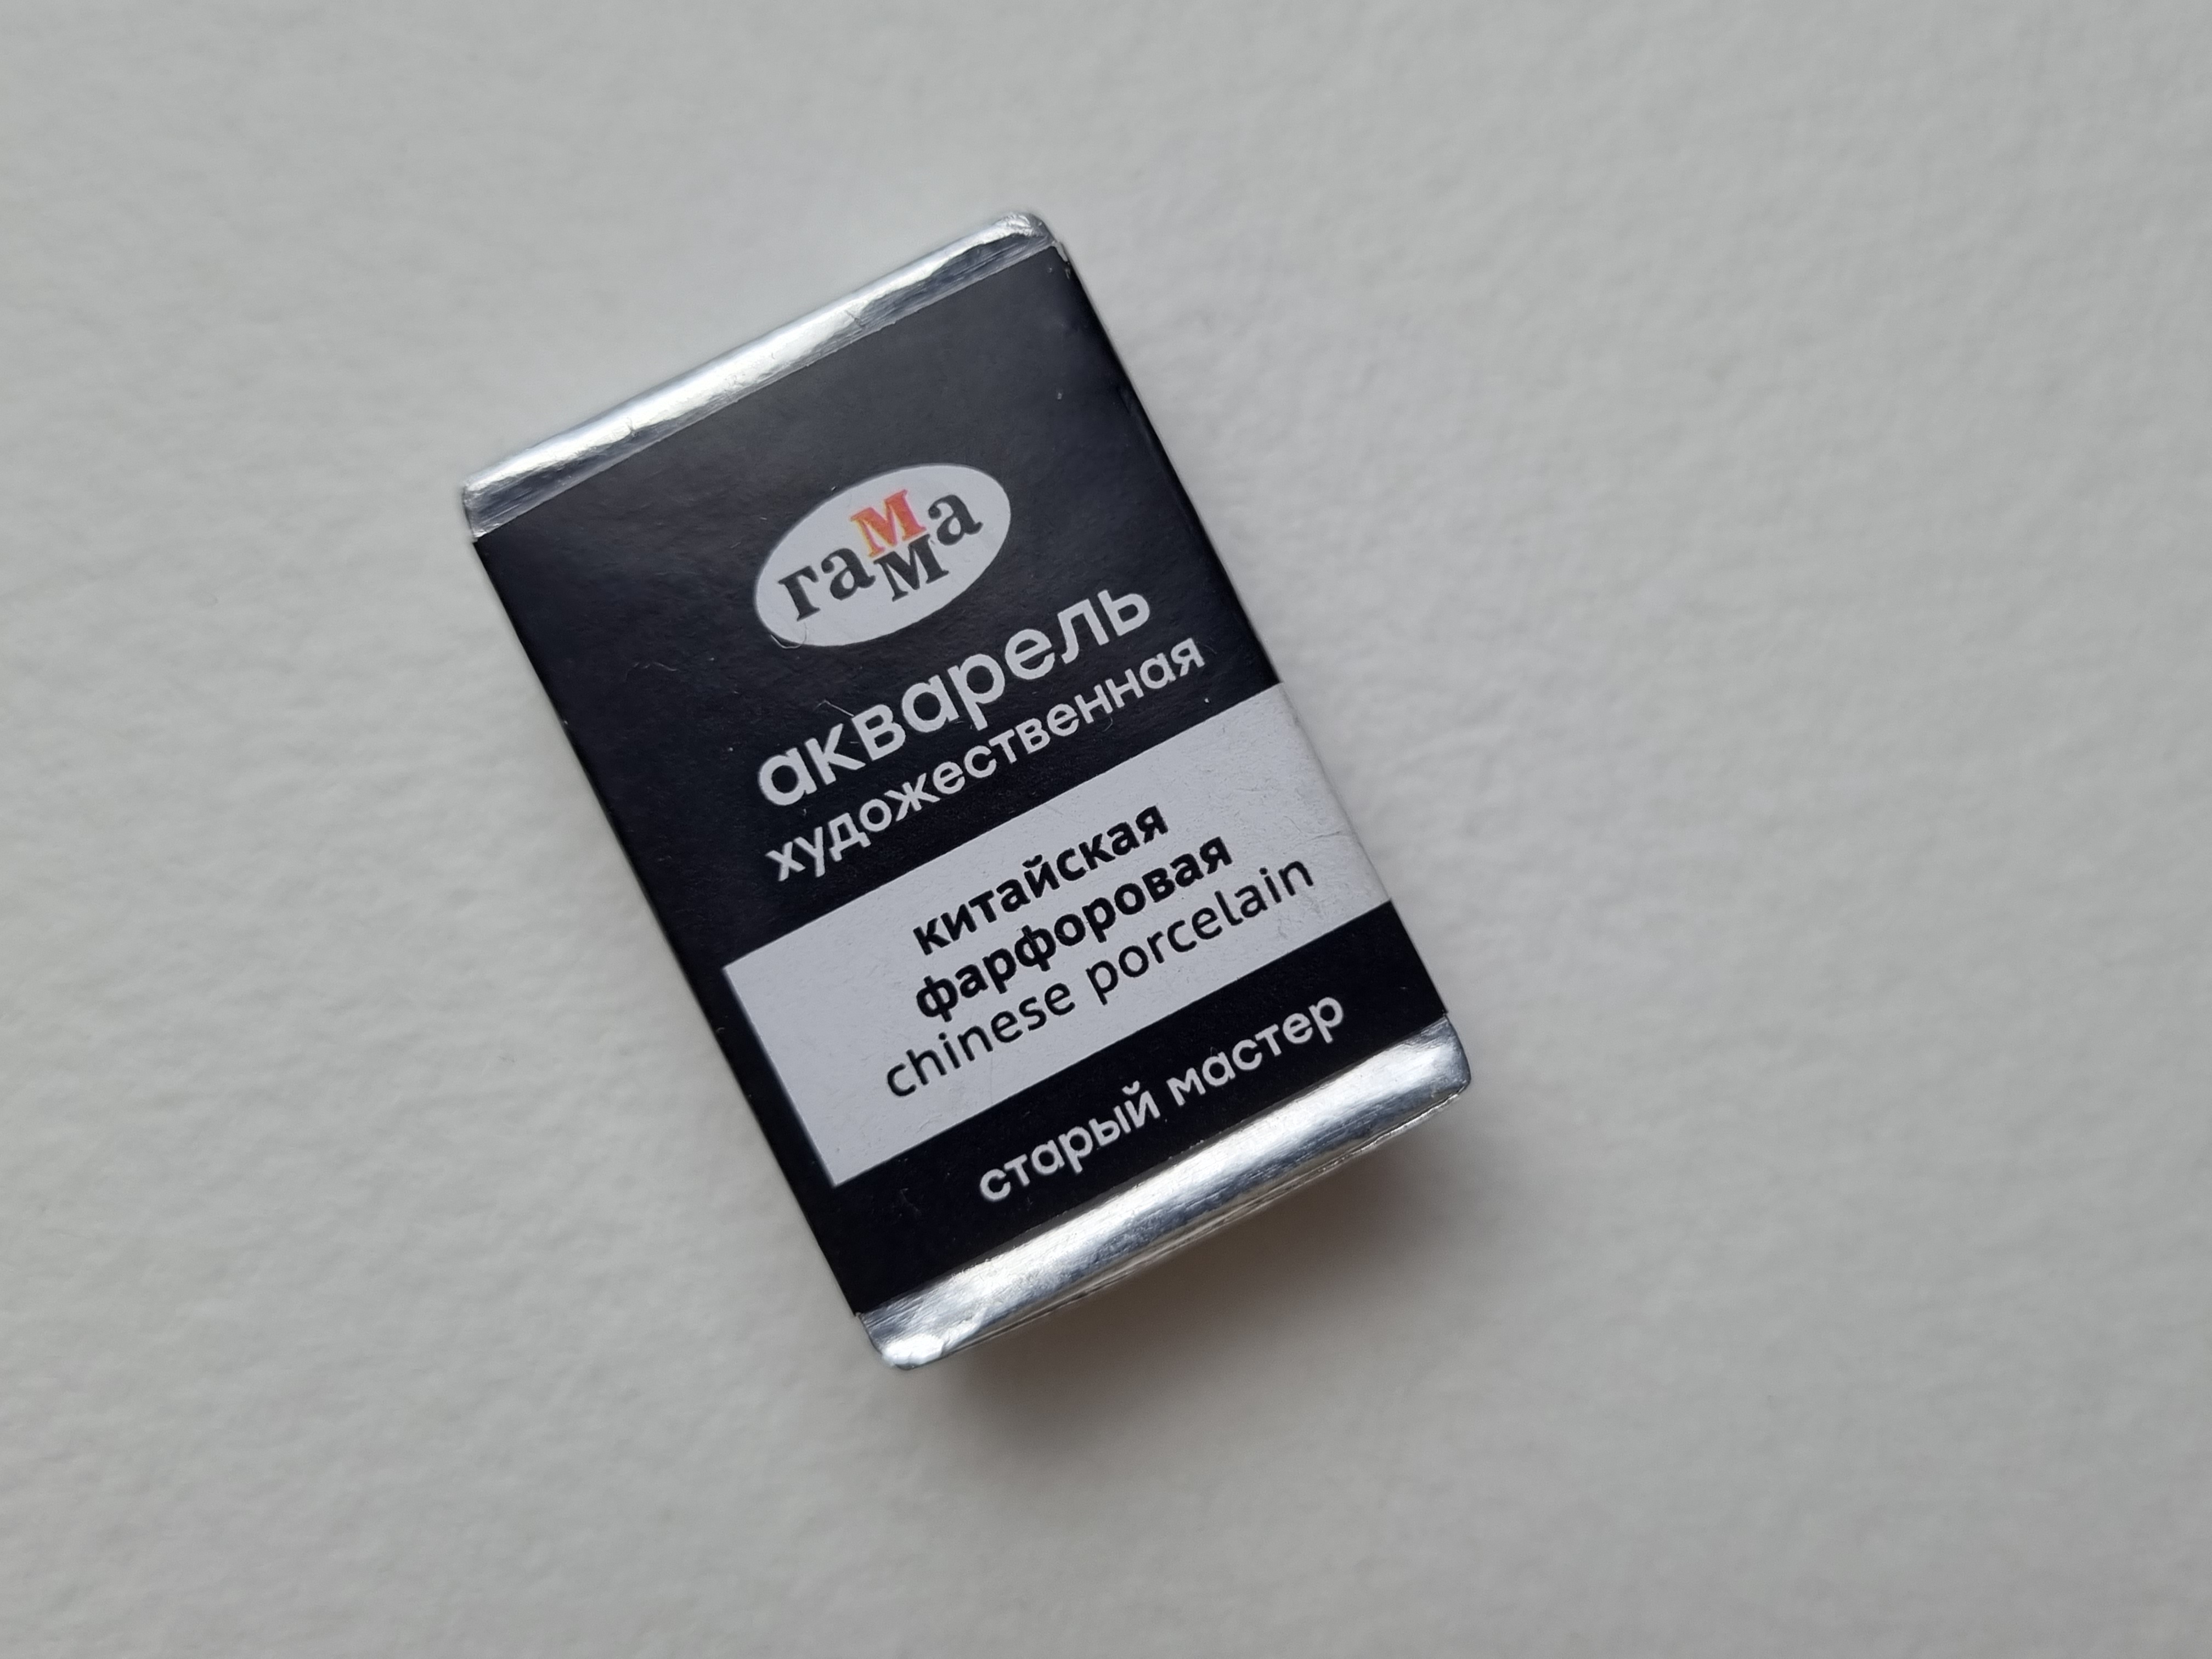 гамма
акварель
художественная
китайская
фарфоровая
chinese porcelain
старый мастер